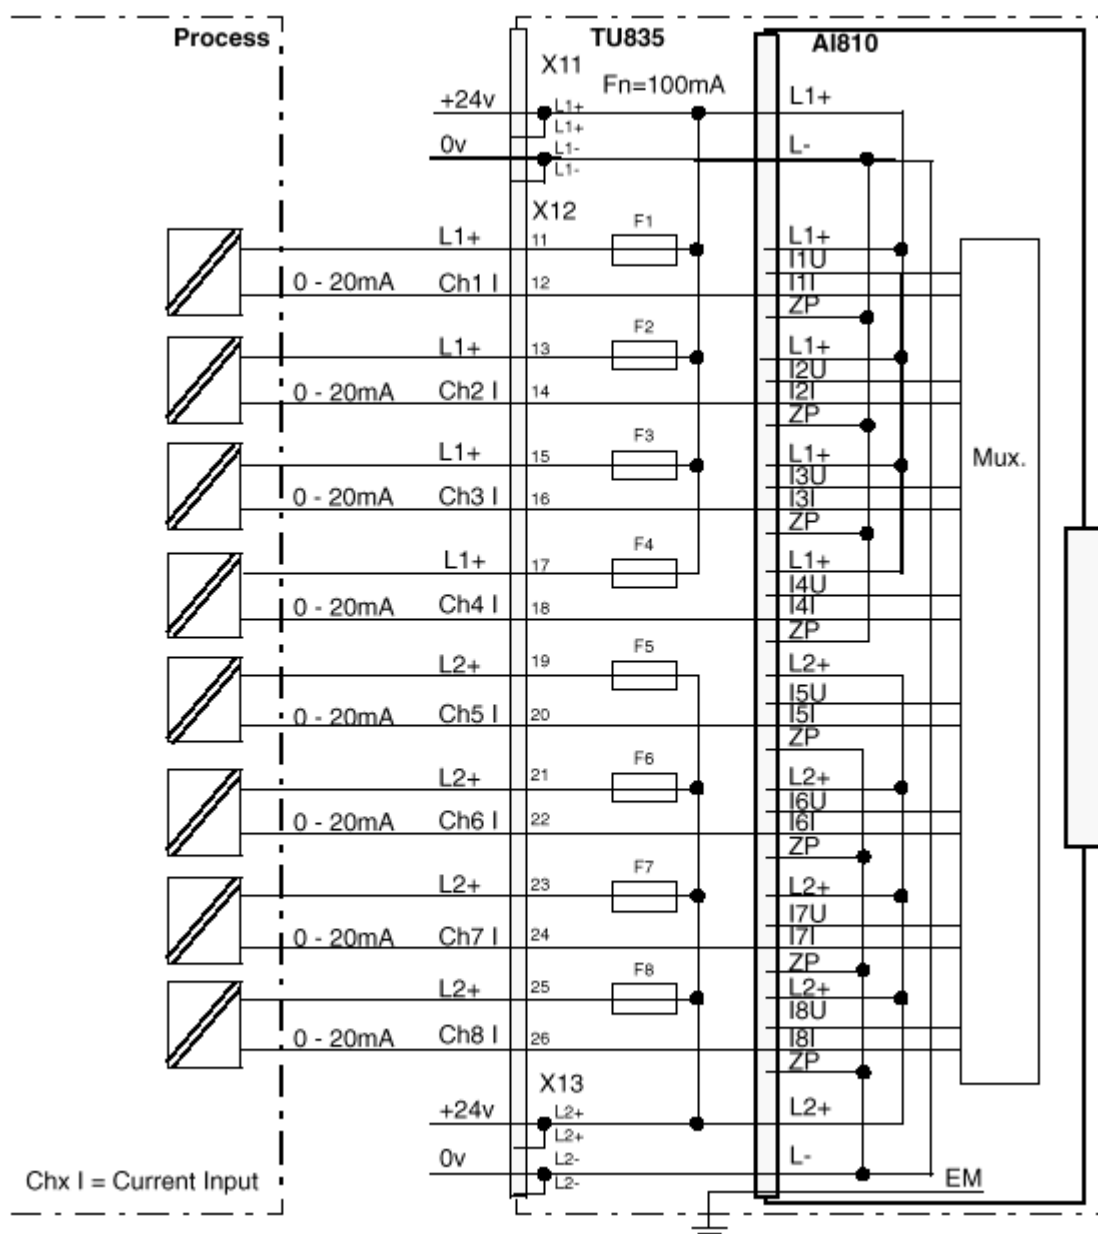 Process TU835 AI810
X11 Fn=100mA
+24v L1+ L1+
L1+
0v L1- L-
L1-
X12 F1
L1+ 11 L1+
I1U
0 - 20mA Ch1 I 12 I1I
ZP
F2
L1+ 13 L1+
I2U
0 - 20mA Ch2 I 14 I2I
ZP
F3
L1+ 15 L1+ Mux.
I3U
0 - 20mA Ch3 I 16 I3I
ZP
F4
L1+ 17 L1+
I4U
0 - 20mA Ch4 I 18 I4I
ZP
F5
L2+ 19 L2+
I5U
0 - 20mA Ch5 I 20 I5I
ZP
F6
L2+ 21 L2+
I6U
0 - 20mA Ch6 I 22 I6I
ZP
F7
L2+ 23 L2+
I7U
0 - 20mA Ch7 I 24 I7I
ZP
F8
L2+ 25 L2+
I8U
0 - 20mA Ch8 I 26 I8I
ZP
X13
+24v L2+ L2+
L2+
0v L2- L-
L2-
Chx I = Current Input EM